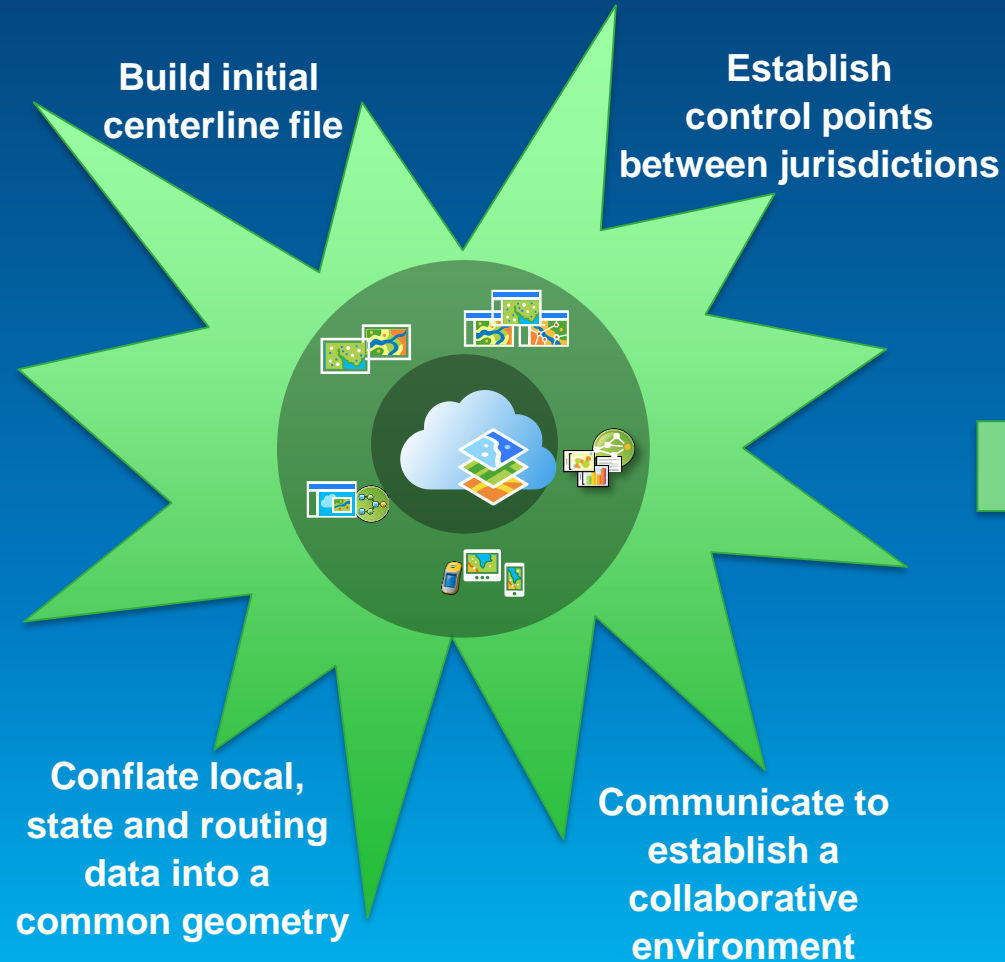 Build initial
centerline file
Establish
control points
between jurisdictions
Conflate local,
state and routing
data into a
common geometry
Communicate to
establish a
collaborative
environment